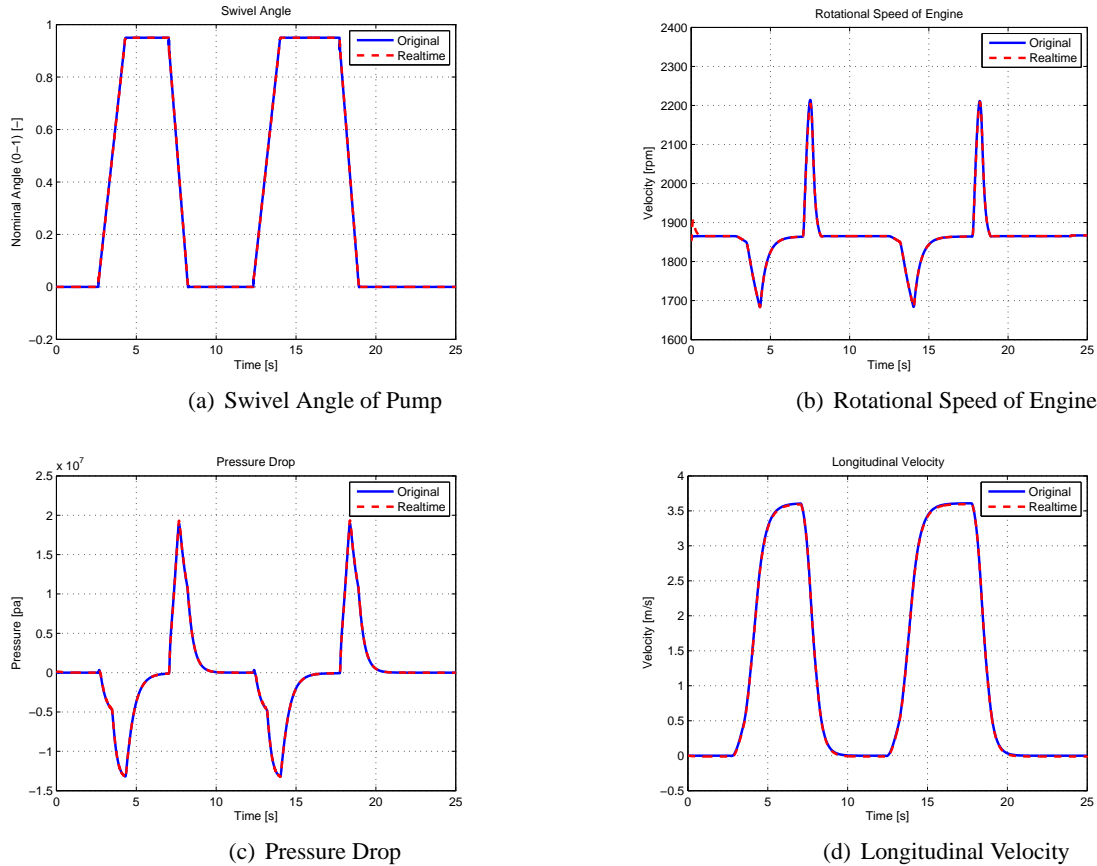 Swivel Angle
1
0.8
0.6
0.4
0.2
0
−0.2
Nominal Angle (0−1) [−]
0 5 10 15 20 25
Time [s]
Original
Realtime
(a) Swivel Angle of Pump
Rotational Speed of Engine
2400
2300
2200
2100
2000
1900
1800
1700
1600
Velocity [rpm]
0 5 10 15 20 25
Time [s]
Original
Realtime
(b) Rotational Speed of Engine
Pressure Drop
x 10^7
2.5
2
1.5
1
0.5
0
−0.5
−1
−1.5
Pressure [pa]
0 5 10 15 20 25
Time [s]
Original
Realtime
(c) Pressure Drop
Longitudinal Velocity
4
3.5
3
2.5
2
1.5
1
0.5
0
−0.5
Velocity [m/s]
0 5 10 15 20 25
Time [s]
Original
Realtime
(d) Longitudinal Velocity